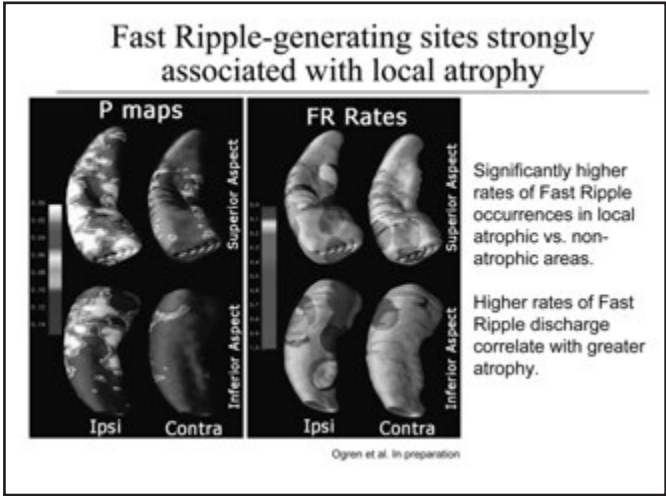 Fast Ripple-generating sites strongly
associated with local atrophy
P maps
FR Rates
Superior Aspect
Superior Aspect
Inferior Aspect
Inferior Aspect
Ipsi
Contra
Ipsi
Contra
Significantly higher
rates of Fast Ripple
occurrences in local
atrophic vs. non-
atrophic areas.
Higher rates of Fast
Ripple discharge
correlate with greater
atrophy.
Ogren et al. In preparation